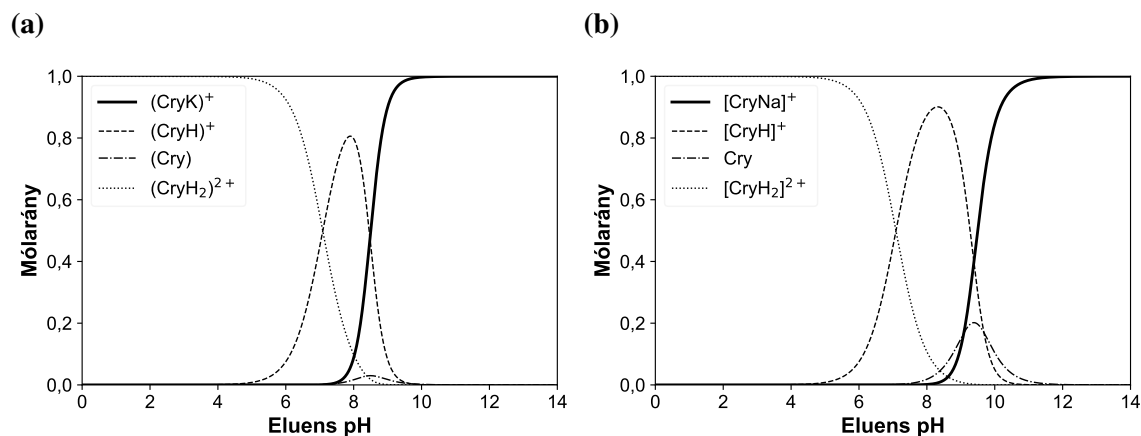 (a)
1,0
0,8
0,6
0,4
0,2
0,0
Mólarány
(CryK)⁺
(CryH)⁺
(Cry)
(CryH₂)²⁺
0 2 4 6 8 10 12 14
Eluens pH
(b)
1,0
0,8
0,6
0,4
0,2
0,0
Mólarány
[CryNa]⁺
[CryH]⁺
Cry
[CryH₂]²⁺
0 2 4 6 8 10 12 14
Eluens pH